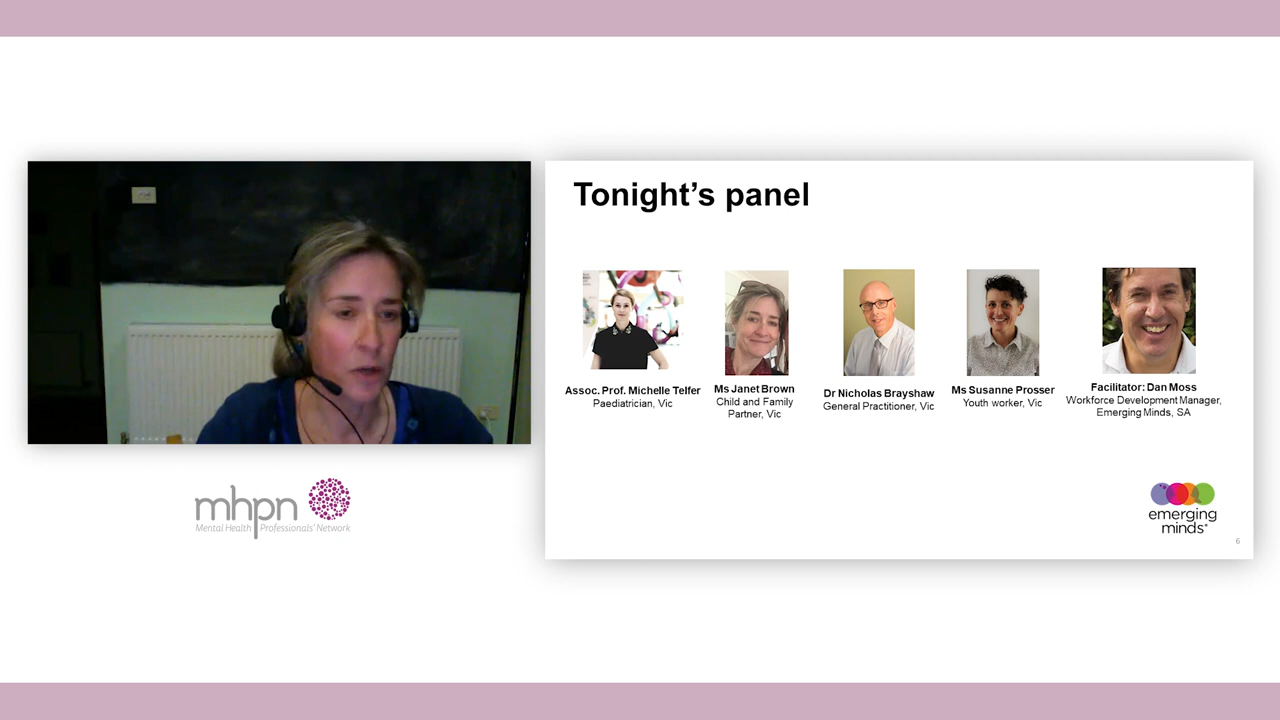 Tonight's panel
Assoc. Prof. Michelle Telfer
Paediatrician, Vic
Ms Janet Brown
Child and Family
Partner, Vic
Dr Nicholas Brayshaw
General Practitioner, Vic
Ms Susanne Prosser
Youth worker, Vic
Facilitator: Dan Moss
Workforce Development Manager,
Emerging Minds, SA
mhpn
Mental Health Professionals' Network
emerging
minds
6